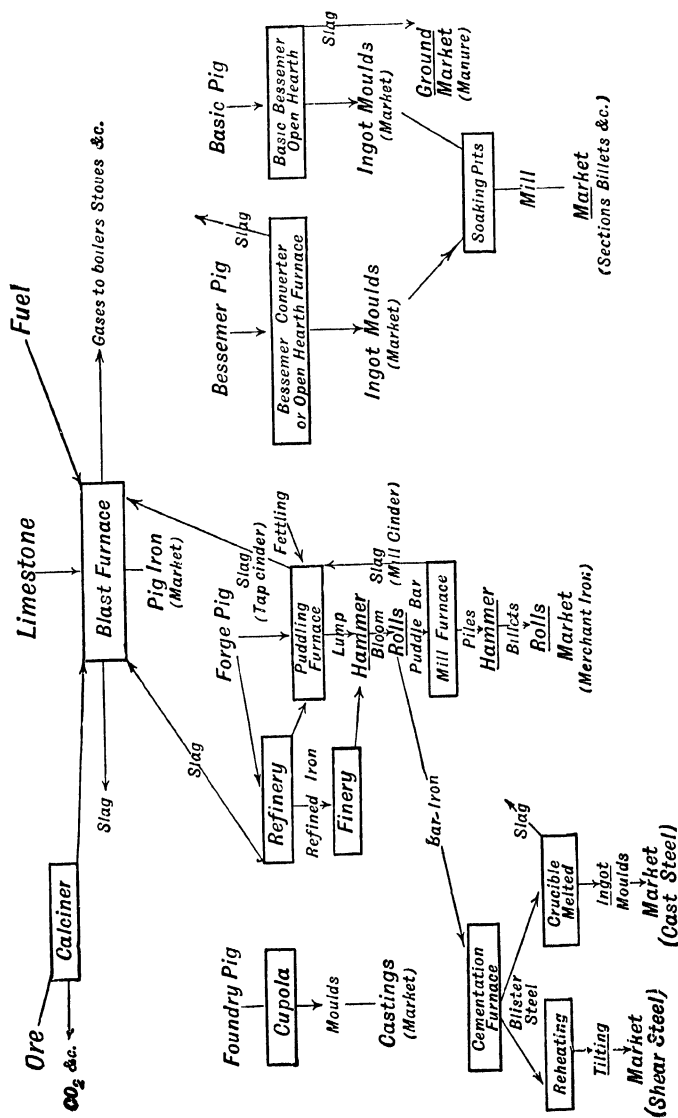 Ore
CO2 &c.
Calciner
Limestone
Fuel
Blast Furnace
Slag
Gases to boilers Stoves &c.
Pig Iron
(Market)
Slag
Foundry Pig
Cupola
Moulds
Castings
(Market)
Forge Pig
Slag
(Tap cinder)
Fettling
Refinery
Refined Iron
Finery
Puddling
Furnace
Lump
Hammer
Bloom
Rolls
Puddle Bar
Slag
(Mill Cinder)
Mill Furnace
Piles
Hammer
Billets
Rolls
Market
(Merchant Iron)
Bar-Iron
Cementation
Furnace
Blister
Steel
Reheating
Tilting
Market
(Shear Steel)
Crucible
Melted
Slag
Ingot
Moulds
Market
(Cast Steel)
Bessemer Pig
Slag
Bessemer Converter
or Open Hearth Furnace
Ingot Moulds
(Market)
Basic Pig
Basic Bessemer
Open Hearth
Slag
Ingot Moulds
(Market)
Ground
Market
(Manure)
Soaking Pits
Mill
Market
(Sections Billets &c.)